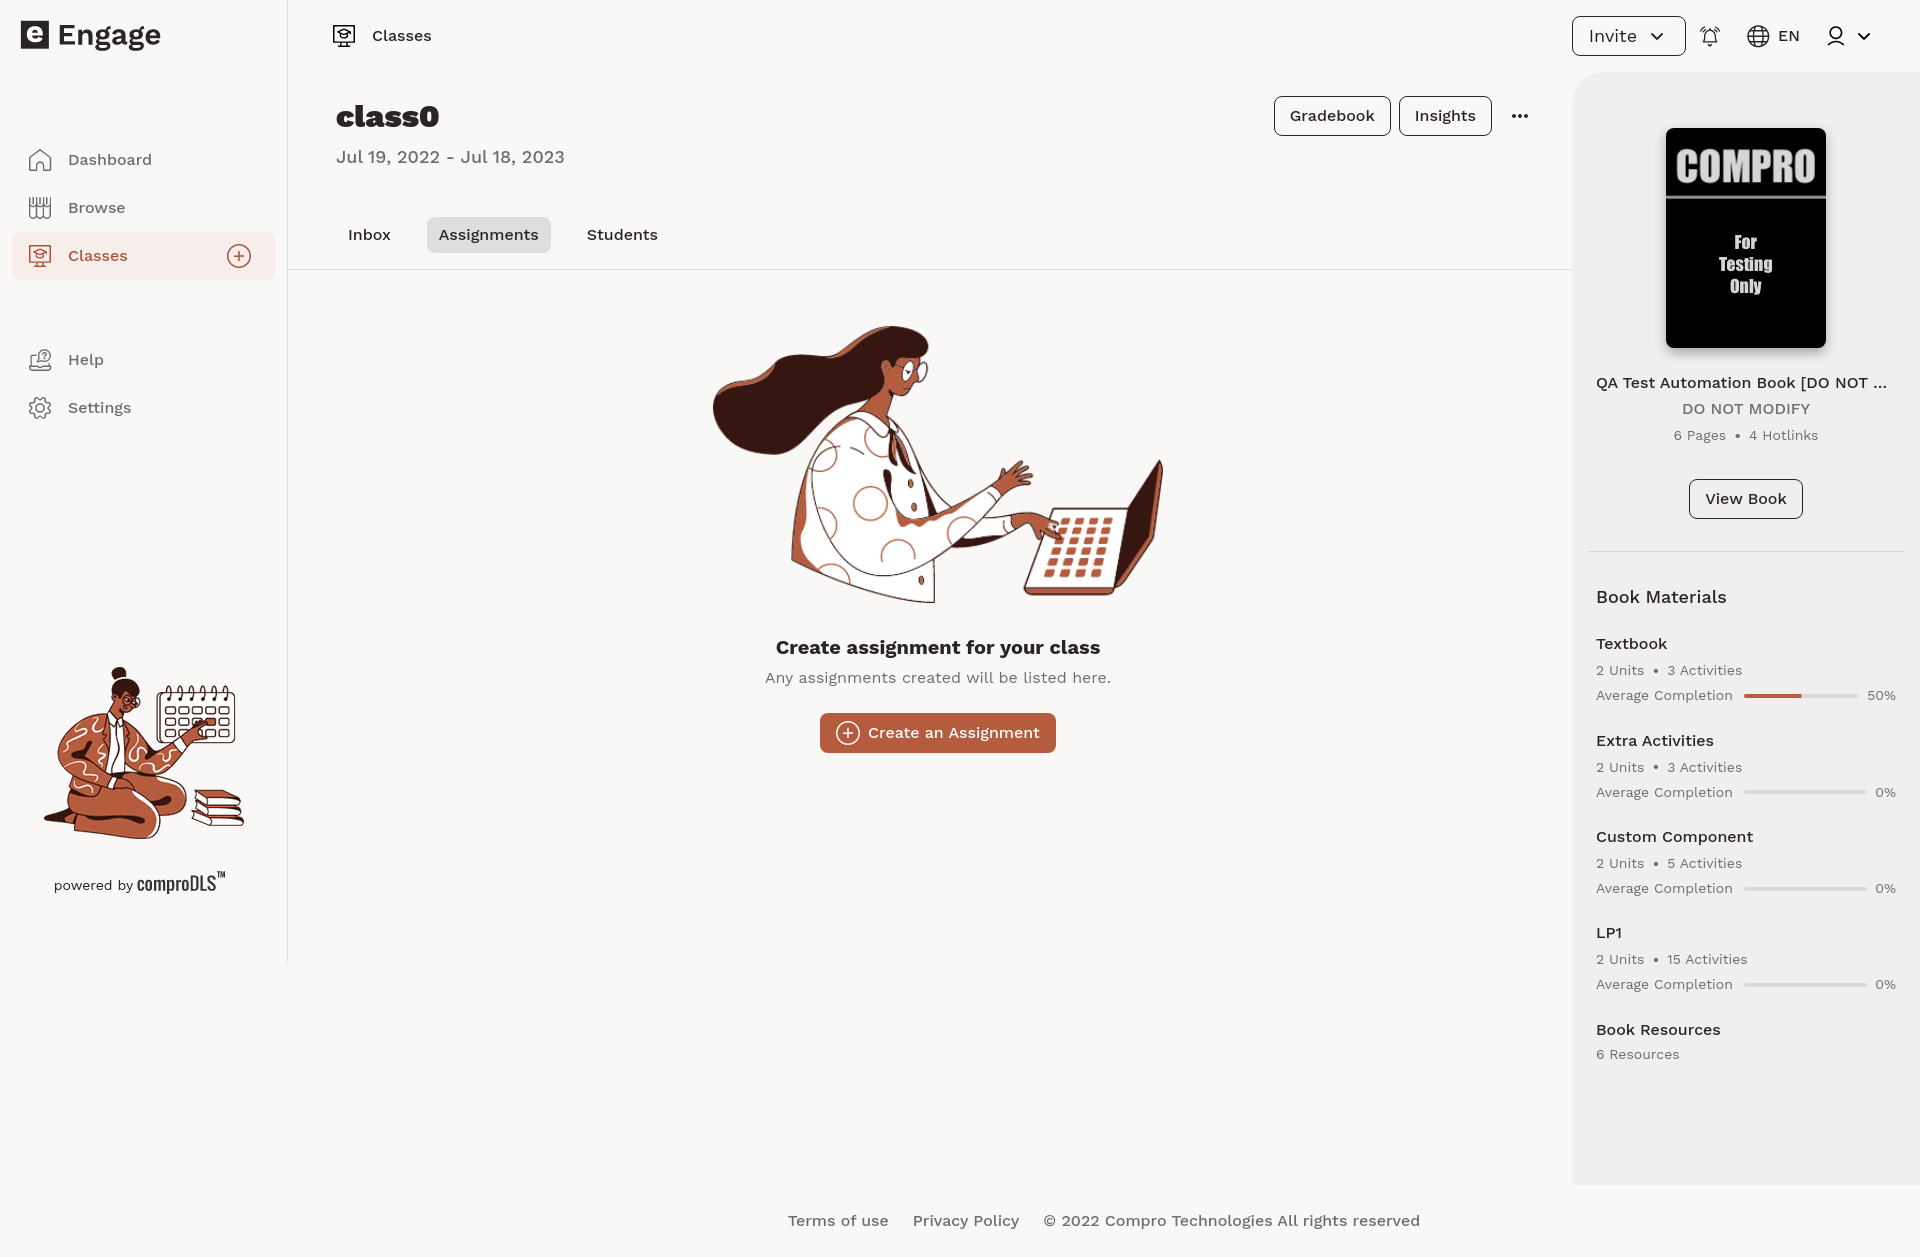 e Engage
Classes
Invite
EN
Dashboard
Browse
Classes
Help
Settings
powered by comproDLS™
class0
Jul 19, 2022 - Jul 18, 2023
Gradebook
Insights
Inbox
Assignments
Students
Create assignment for your class
Any assignments created will be listed here.
Create an Assignment
COMPRO
For
Testing
Only
QA Test Automation Book [DO NOT ...
DO NOT MODIFY
6 Pages • 4 Hotlinks
View Book
Book Materials
Textbook
2 Units • 3 Activities
Average Completion 50%
Extra Activities
2 Units • 3 Activities
Average Completion 0%
Custom Component
2 Units • 5 Activities
Average Completion 0%
LP1
2 Units • 15 Activities
Average Completion 0%
Book Resources
6 Resources
Terms of use Privacy Policy © 2022 Compro Technologies All rights reserved